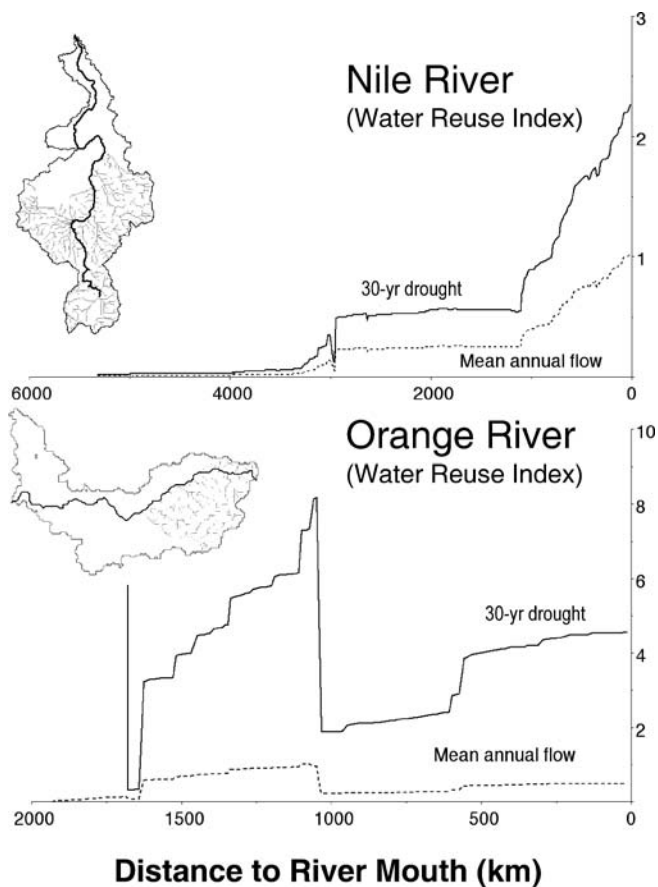 Nile River
(Water Reuse Index)
3
2
1
30-yr drought
Mean annual flow
6000 4000 2000 0
Orange River
(Water Reuse Index)
10
8
6
4
2
30-yr drought
Mean annual flow
2000 1500 1000 500 0
Distance to River Mouth (km)